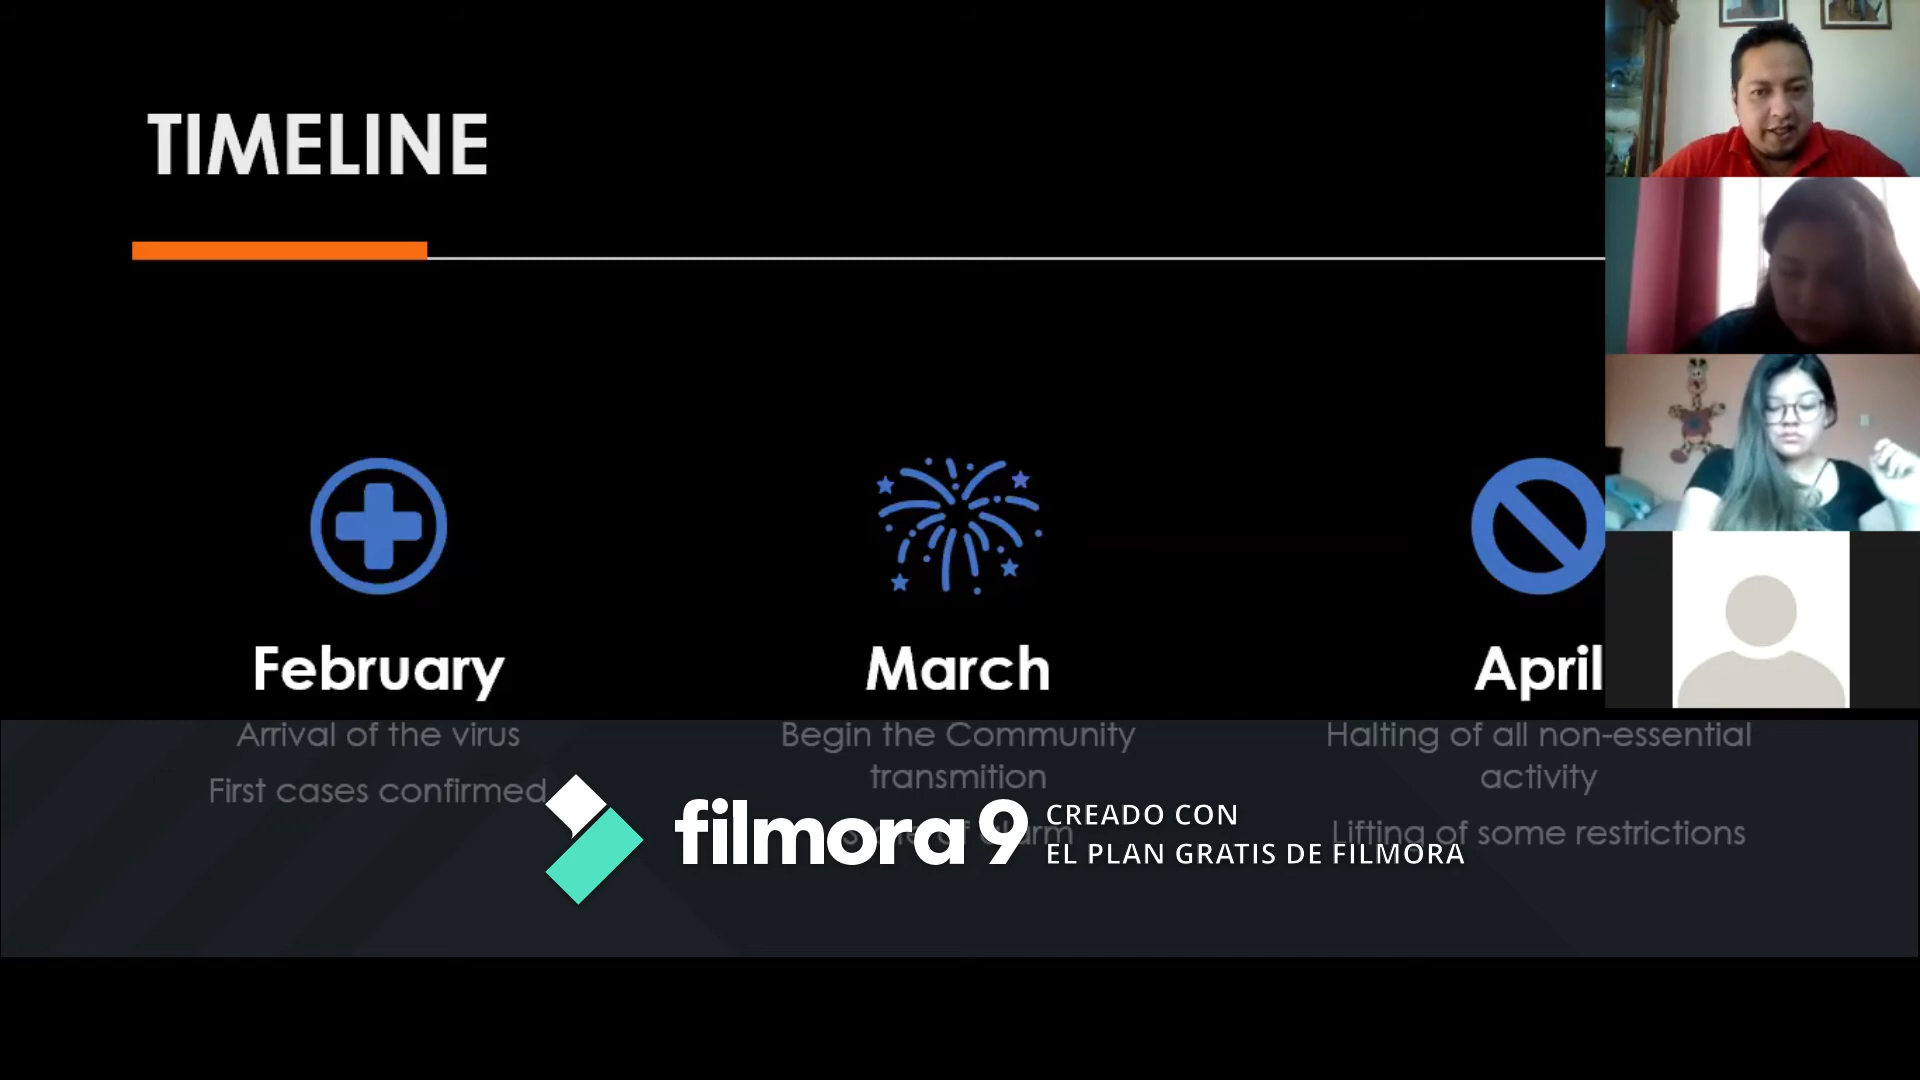 TIMELINE
February
March
April
Arrival of the virus
Begin the Community
Halting of all non-essential
transmition
activity
First cases confirmed
filmora 9
CREADO CON
EL PLAN GRATIS DE FILMORA
Lifting of some restrictions